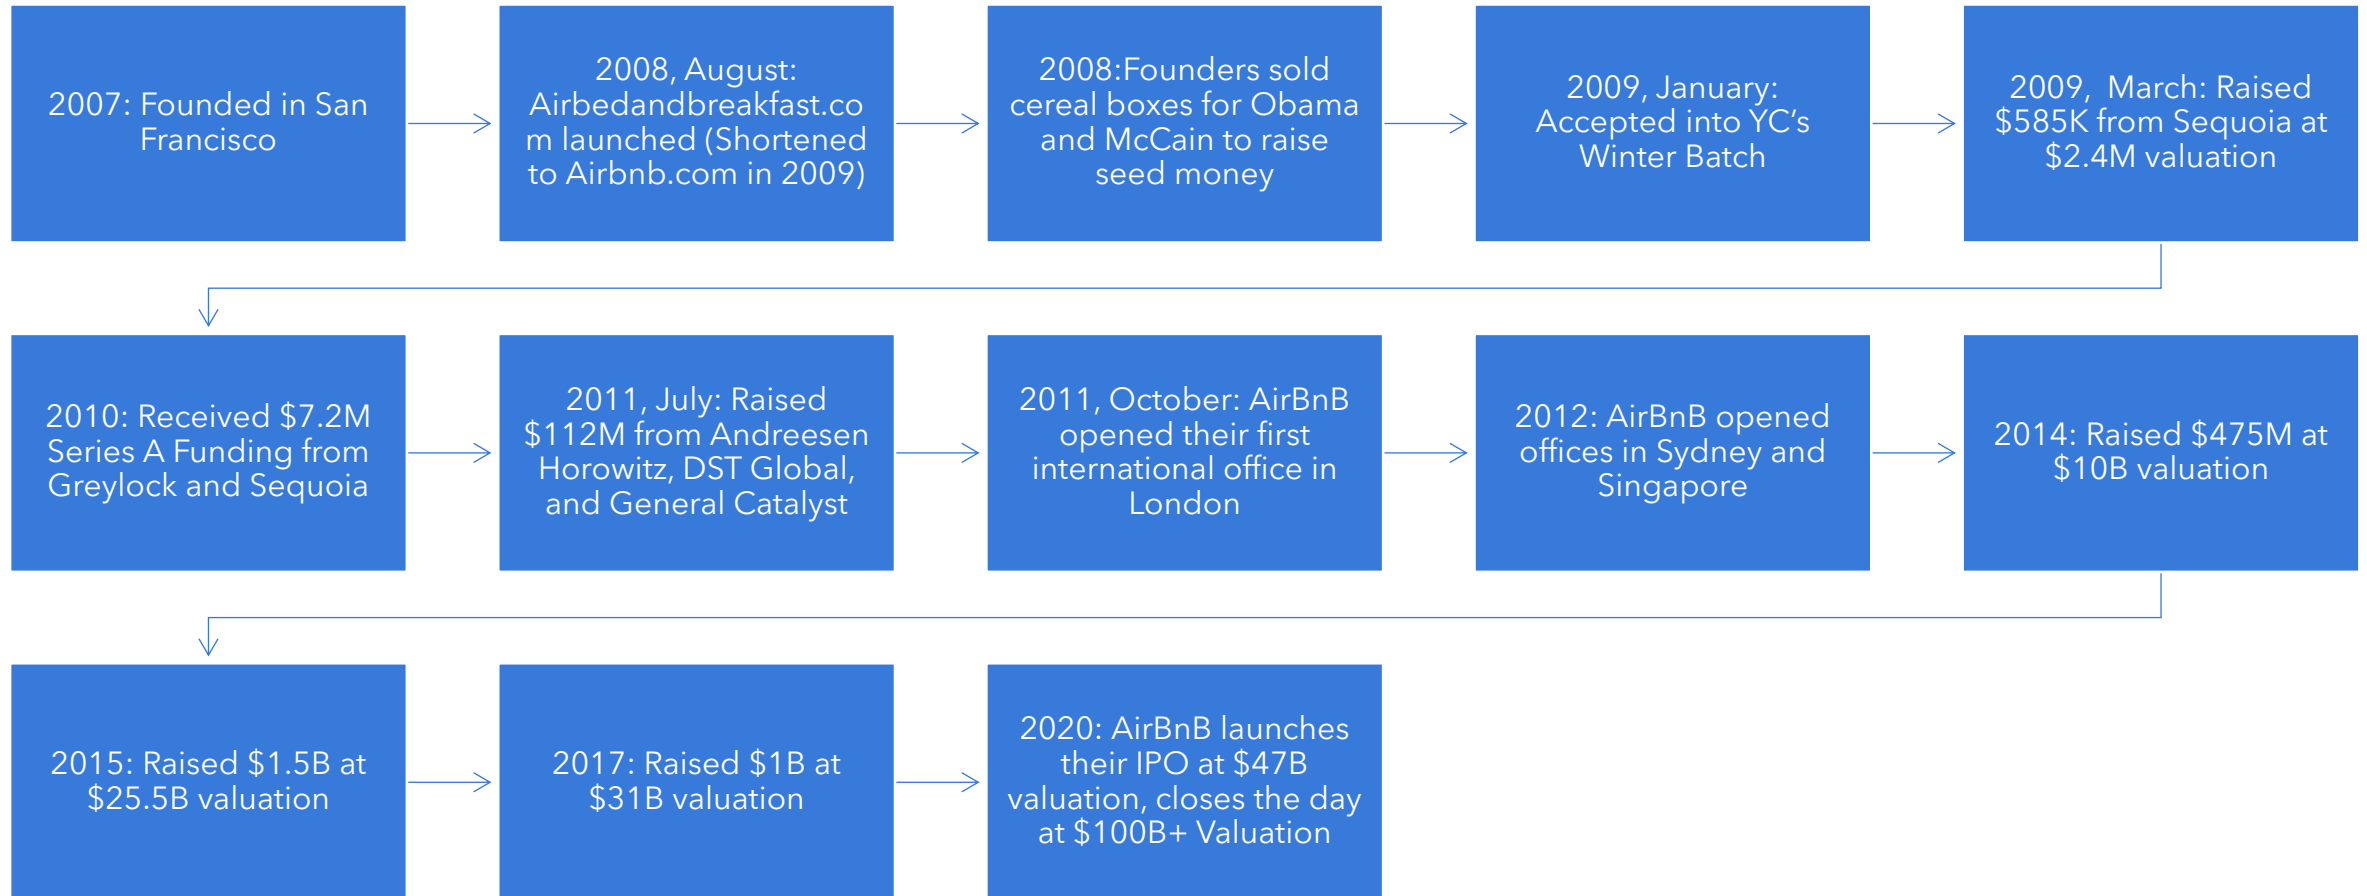 2007: Founded in San
Francisco
2008, August:
Airbedandbreakfast.co
m launched (Shortened
to Airbnb.com in 2009)
2008:Founders sold
cereal boxes for Obama
and McCain to raise
seed money
2009, January:
Accepted into YC’s
Winter Batch
2009,  March: Raised
$585K from Sequoia at
$2.4M valuation
2010: Received $7.2M
Series A Funding from
Greylock and Sequoia
2011, July: Raised
$112M from Andreesen
Horowitz, DST Global,
and General Catalyst
2011, October: AirBnB
opened their first
international office in
London
2012: AirBnB opened
offices in Sydney and
Singapore
2014: Raised $475M at
$10B valuation
2015: Raised $1.5B at
$25.5B valuation
2017: Raised $1B at
$31B valuation
2020: AirBnB launches
their IPO at $47B
valuation, closes the day
at $100B+ Valuation